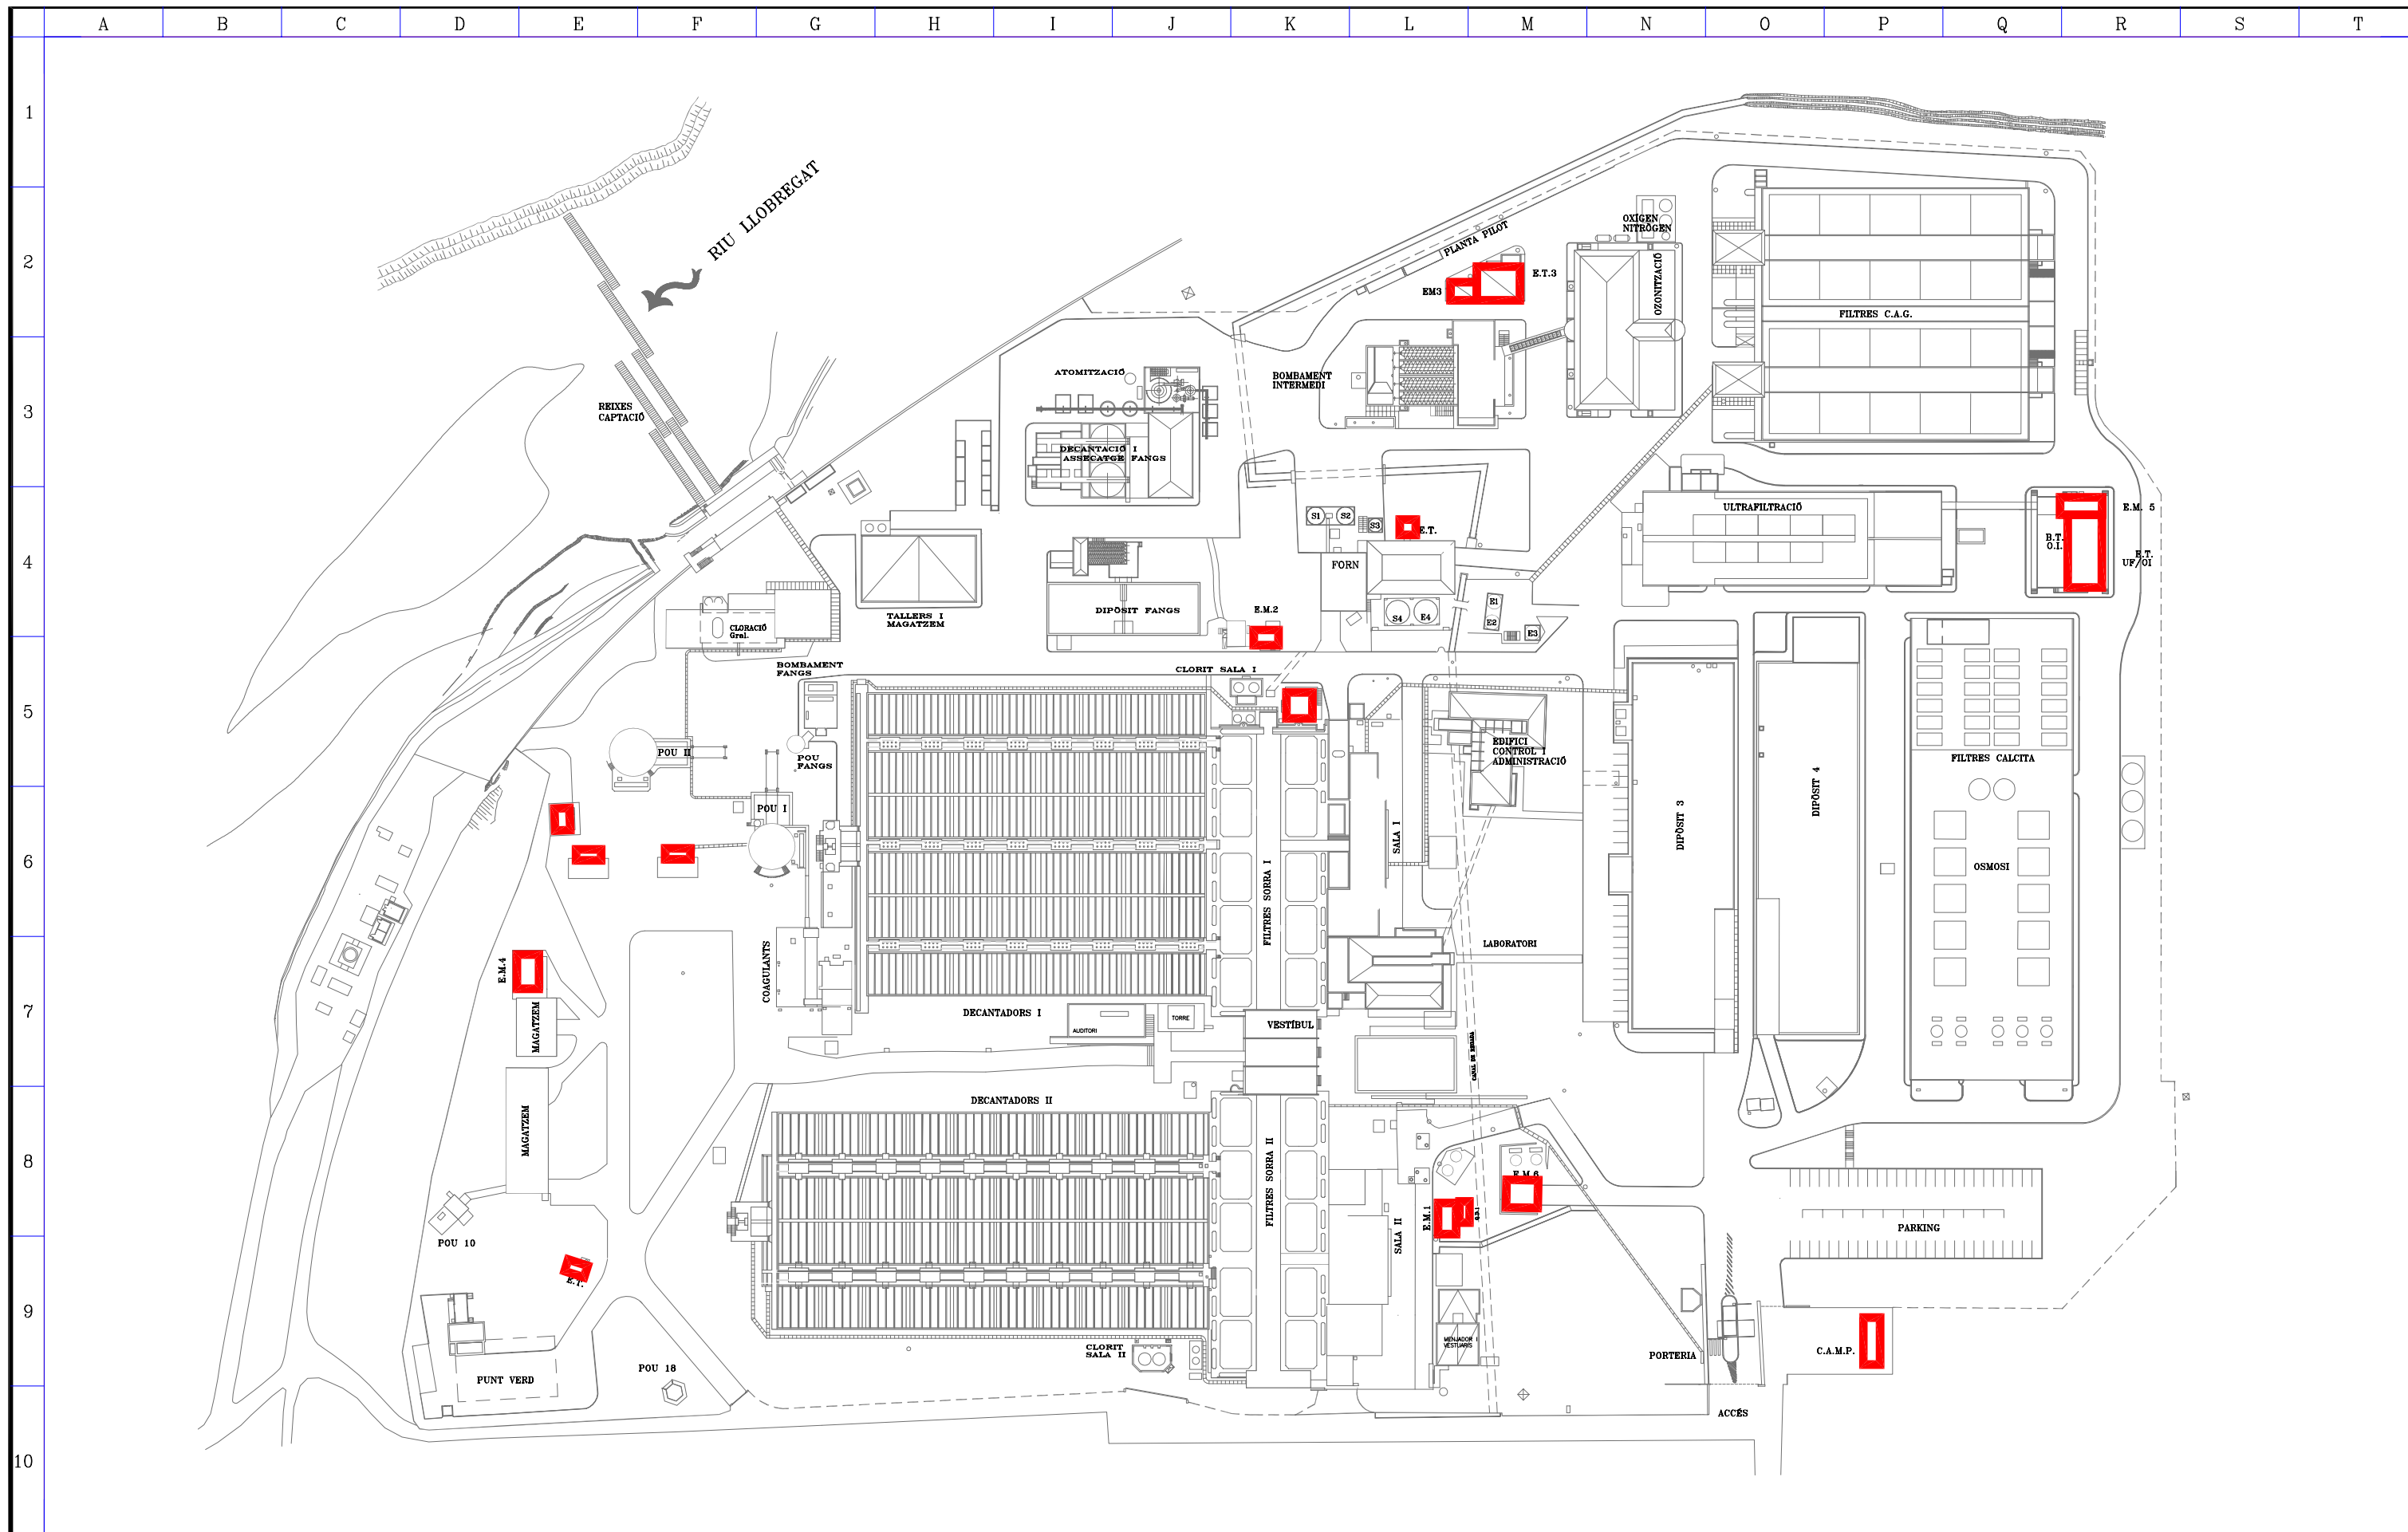 A B C D E F G H I J K L M N O P Q R S T
1
2
3
4
5
6
7
8
9
10
RIU LLOBREGAT
OXÍGEN
NITRÒGEN
PLANTA PILOT
E.T.3
EM3
OZONITZACIÓ
FILTRES C.A.G.
ATOMITZACIÓ
BOMBAMENT
INTERMEDI
REIXES
CAPTACIÓ
DECANTACIÓ I
ASSECATGE FANGS
S1
S2
S3
E.T.
ULTRAFILTRACIÓ
E.M. 5
B.T.
O.I.
E.T.
UF/OI
FORN
DIPÒSIT FANGS
E.M.2
S4
E4
E1
E2
E3
TALLERS I
MAGATZEM
CLORACIÓ
Gral.
BOMBAMENT
FANGS
CLORIT SALA I
POU II
POU
FANGS
EDIFICI
CONTROL I
ADMINISTRACIÓ
FILTRES CALCITA
DIPÒSIT 4
DIPÒSIT 3
POU I
SALA I
OSMOSI
FILTRES SORRA I
LABORATORI
COAGULANTS
E.M.4
MAGATZEM
DECANTADORS I
AUDITORI
TORRE
VESTÍBUL
DECANTADORS II
MAGATZEM
FILTRES SORRA II
E.M.6
E.M.1
SALA II
PARKING
POU 10
E.T.
CLORIT
SALA II
MENJADOR I
VESTUARIS
PORTERIA
C.A.M.P.
POU 18
PUNT VERD
ACCÉS